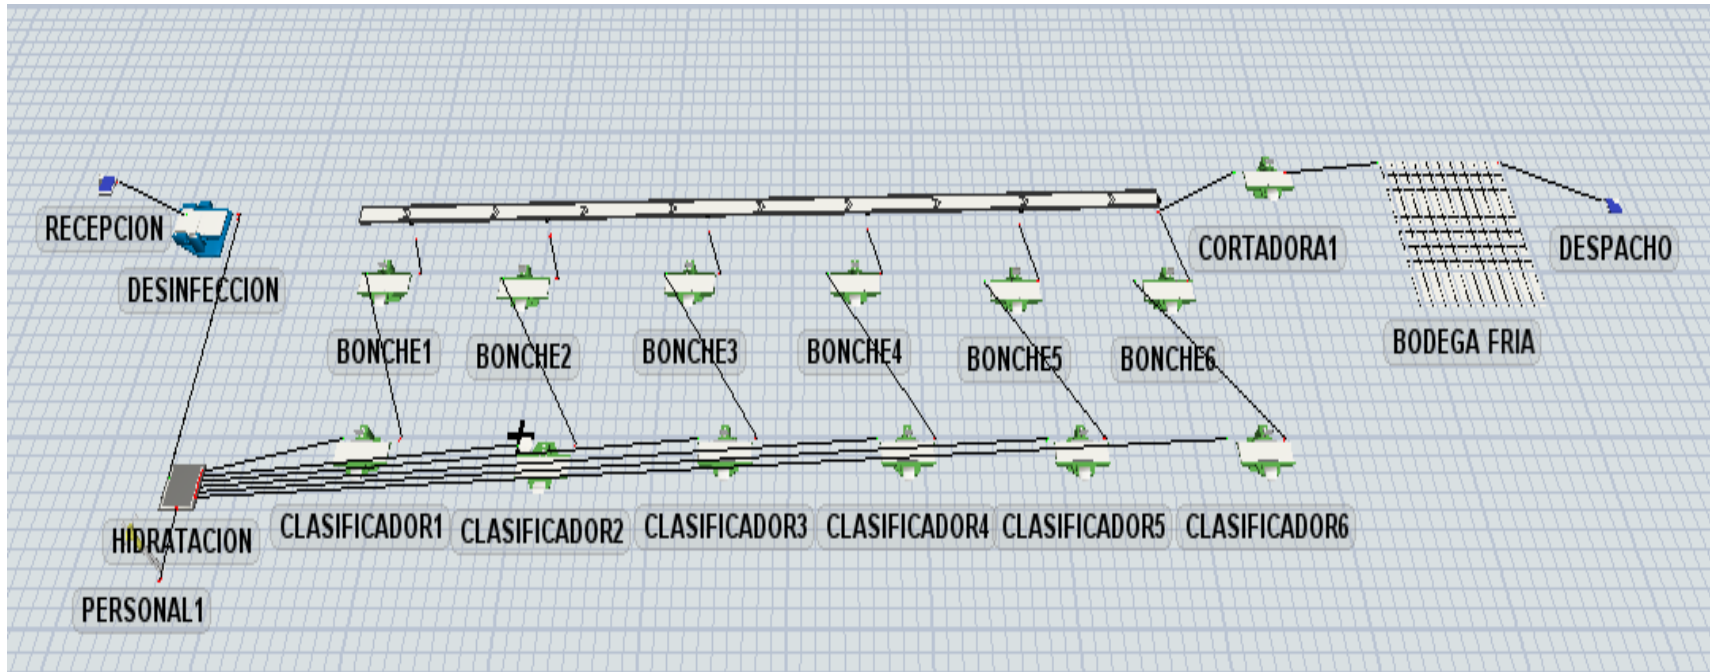 RECEPCION
DESINFECCION
CORTADORA1
DESPACHO
BODEGA FRIA
BONCHE1
BONCHE2
BONCHE3
BONCHE4
BONCHE5
BONCHE6
HIDRATACION
CLASIFICADOR1
CLASIFICADOR2
CLASIFICADOR3
CLASIFICADOR4
CLASIFICADOR5
CLASIFICADOR6
PERSONAL1